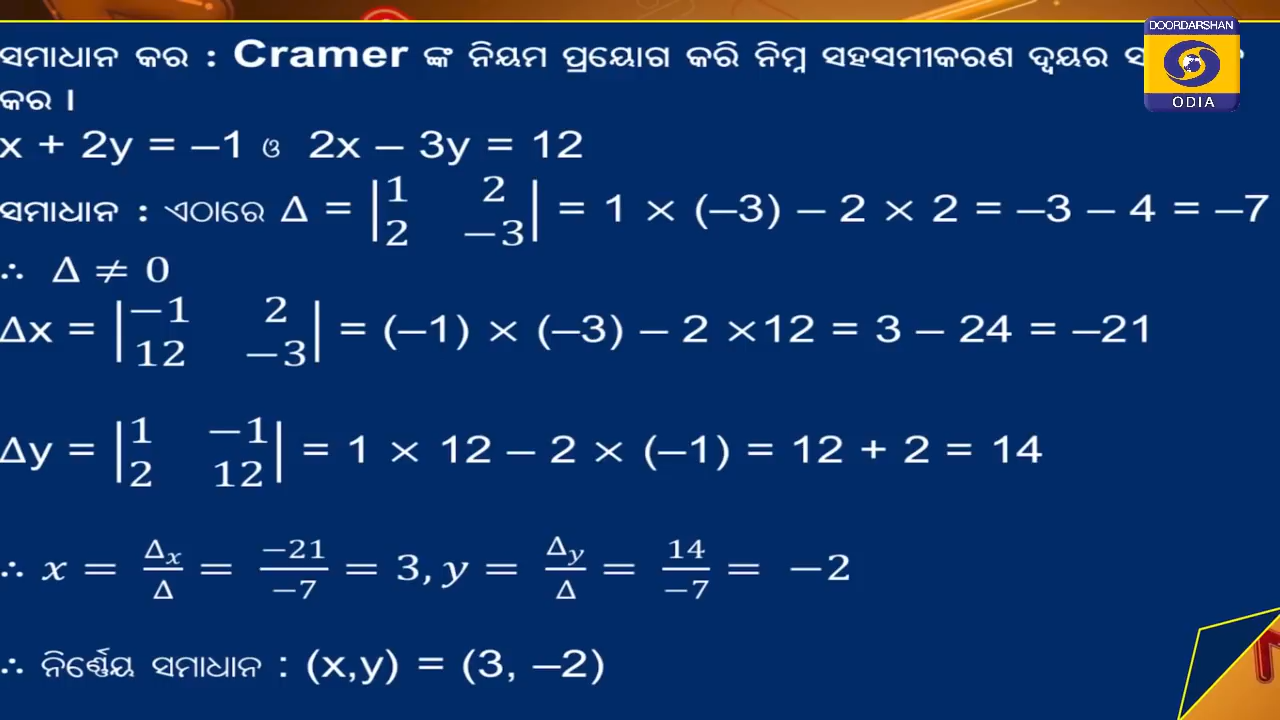 DOORDARSHAN
ODIA
ସମାଧାନ କର : Cramer ଙ୍କ ନିୟମ ପ୍ରୟୋଗ କରି ନିମ୍ନ ସହସମୀକରଣ ଦ୍ୱୟର
କର ।
x + 2y = –1 ଓ 2x – 3y = 12
ସମାଧାନ : ଏଠାରେ Δ = |1 2; 2 −3| = 1 × (–3) – 2 × 2 = –3 – 4 = –7
∴ Δ ≠ 0
Δx = |−1 2; 12 −3| = (–1) × (–3) – 2 ×12 = 3 – 24 = –21
Δy = |1 −1; 2 12| = 1 × 12 – 2 × (–1) = 12 + 2 = 14
∴ x = Δx/Δ = −21/−7 = 3, y = Δy/Δ = 14/−7 = −2
∴ ନିର୍ଣ୍ଣେୟ ସମାଧାନ : (x,y) = (3, –2)